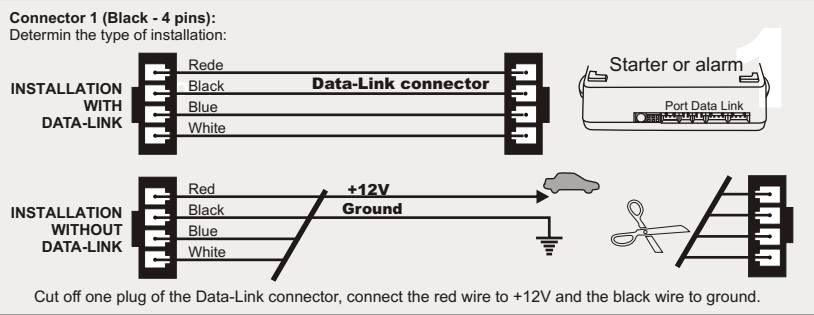 Connector 1 (Black - 4 pins):
Determin the type of installation:
1
INSTALLATION
WITH
DATA-LINK
Rede
Black
Blue
White
Data-Link connector
Starter or alarm
Port Data Link
INSTALLATION
WITHOUT
DATA-LINK
Red
Black
Blue
White
+12V
Ground
Cut off one plug of the Data-Link connector, connect the red wire to +12V and the black wire to ground.